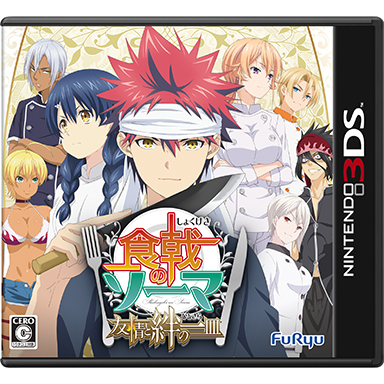 しょくげき
食戟の
ソーマ
Shokugeki no Soma
友情と絆の一皿
CERO
C
FuRyu
NINTENDO 3DS